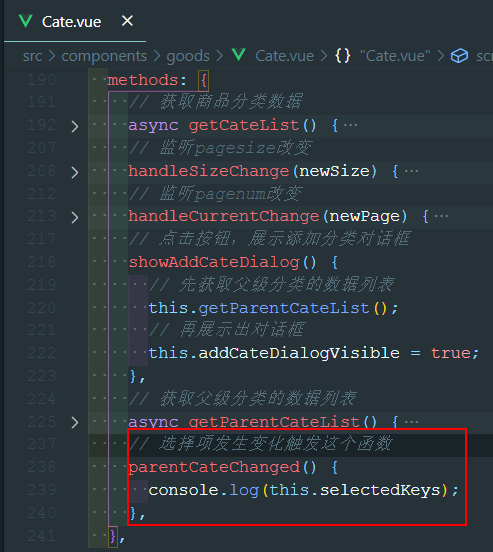 Cate.vue ×
src > components > goods > Cate.vue > {} "Cate.vue" >
190 methods: {
191 // 获取商品分类数据
192 > async getCateList() { ···
207 // 监听pagesize改变
208 > handleSizeChange(newSize) { ···
212 // 监听pagenum改变
213 > handleCurrentChange(newPage) { ···
217 // 点击按钮，展示添加分类对话框
218 showAddCateDialog() {
219 // 先获取父级分类的数据列表
220 this.getParentCateList();
221 // 再展示出对话框
222 this.addCateDialogVisible = true;
223 },
224 // 获取父级分类的数据列表
225 > async getParentCateList() { ···
237 // 选择项发生变化触发这个函数
238 parentCateChanged() {
239 console.log(this.selectedKeys);
240 },
241 },